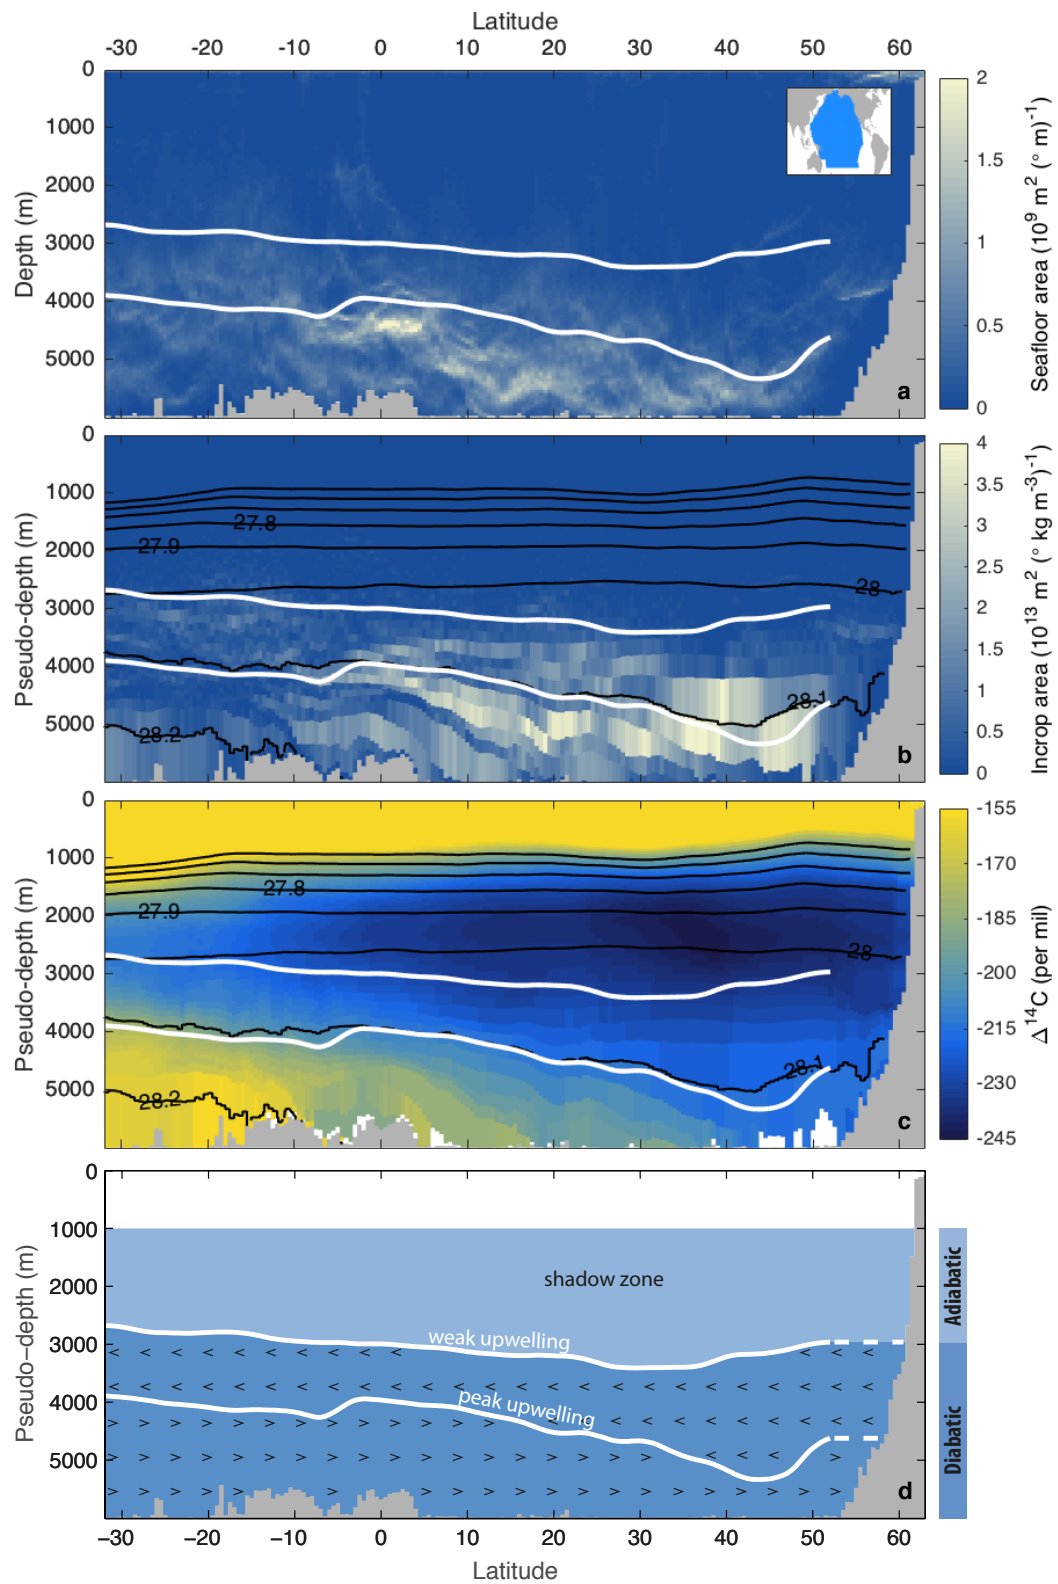 Latitude
-30 -20 -10 0 10 20 30 40 50 60
0
1000
2000
3000
4000
5000
Depth (m)
a
2
1.5
1
0.5
0
Seafloor area (10⁹ m² (° m)⁻¹)
0
1000
2000
3000
4000
5000
Pseudo-depth (m)
27.8
27.9
28
28.1
28.2
b
4
3.5
3
2.5
2
1.5
1
0.5
0
Incrop area (10¹³ m² (° kg m⁻³)⁻¹)
0
1000
2000
3000
4000
5000
Pseudo-depth (m)
27.8
27.9
28
28.1
28.2
c
-155
-170
-185
-200
-215
-230
-245
Δ ¹⁴C (per mil)
0
1000
2000
3000
4000
5000
Pseudo−depth (m)
shadow zone
weak upwelling
peak upwelling
d
Adiabatic
Diabatic
−30 −20 −10 0 10 20 30 40 50 60
Latitude